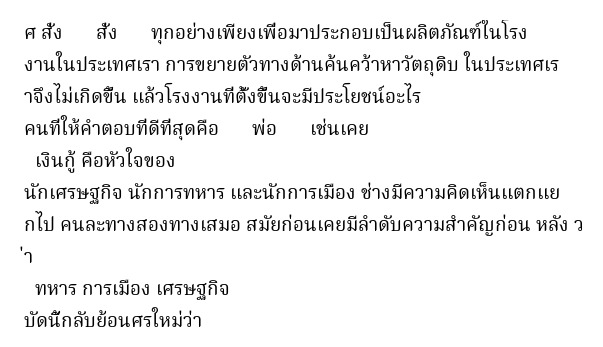 ศ สั่ง สั่ง ทุกอย่างเพียงเพื่อมาประกอบเป็นผลิตภัณฑ์ในโรง
งานในประเทศเรา การขยายตัวทางด้านค้นคว้าหาวัตถุดิบ ในประเทศเร
าจึงไม่เกิดขึ้น แล้วโรงงานที่ตั้งขึ้นจะมีประโยชน์อะไร
คนที่ให้คำตอบที่ดีที่สุดคือ พ่อ เช่นเคย
เงินกู้ คือหัวใจของ
นักเศรษฐกิจ นักการทหาร และนักการเมือง ช่างมีความคิดเห็นแตกแย
กไป คนละทางสองทางเสมอ สมัยก่อนเคยมีลำดับความสำคัญก่อน หลัง ว
่า
ทหาร การเมือง เศรษฐกิจ
บัดนี้กลับย้อนศรใหม่ว่า